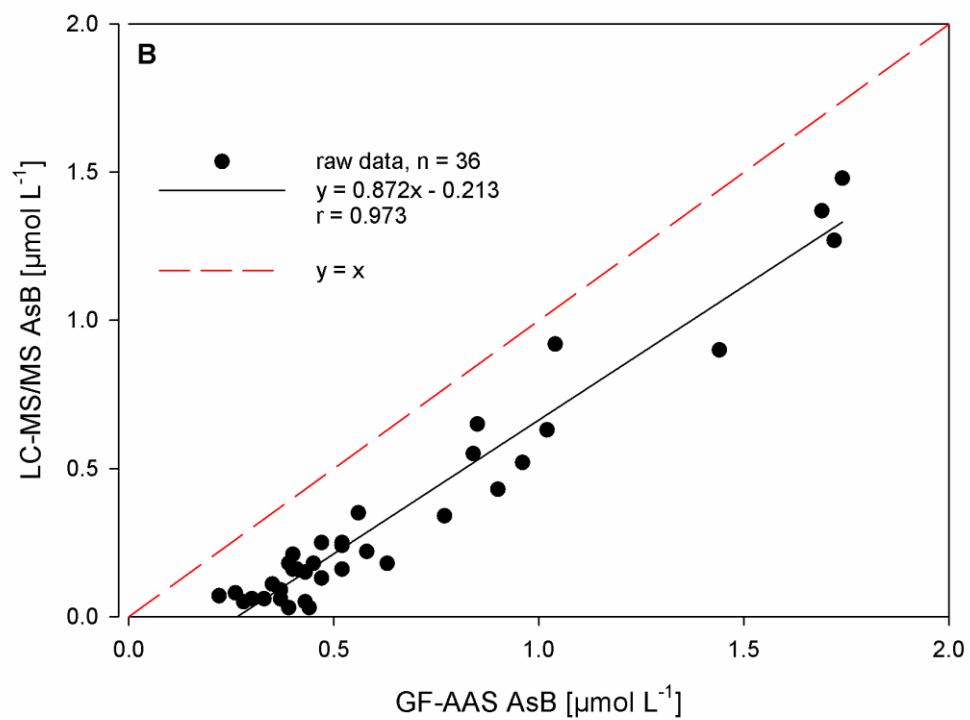 2.0
B
raw data, n = 36
y = 0.872x - 0.213
r = 0.973
y = x
1.5
1.0
0.5
0.0
LC-MS/MS AsB [µmol L⁻¹]
0.0 0.5 1.0 1.5 2.0
GF-AAS AsB [µmol L⁻¹]